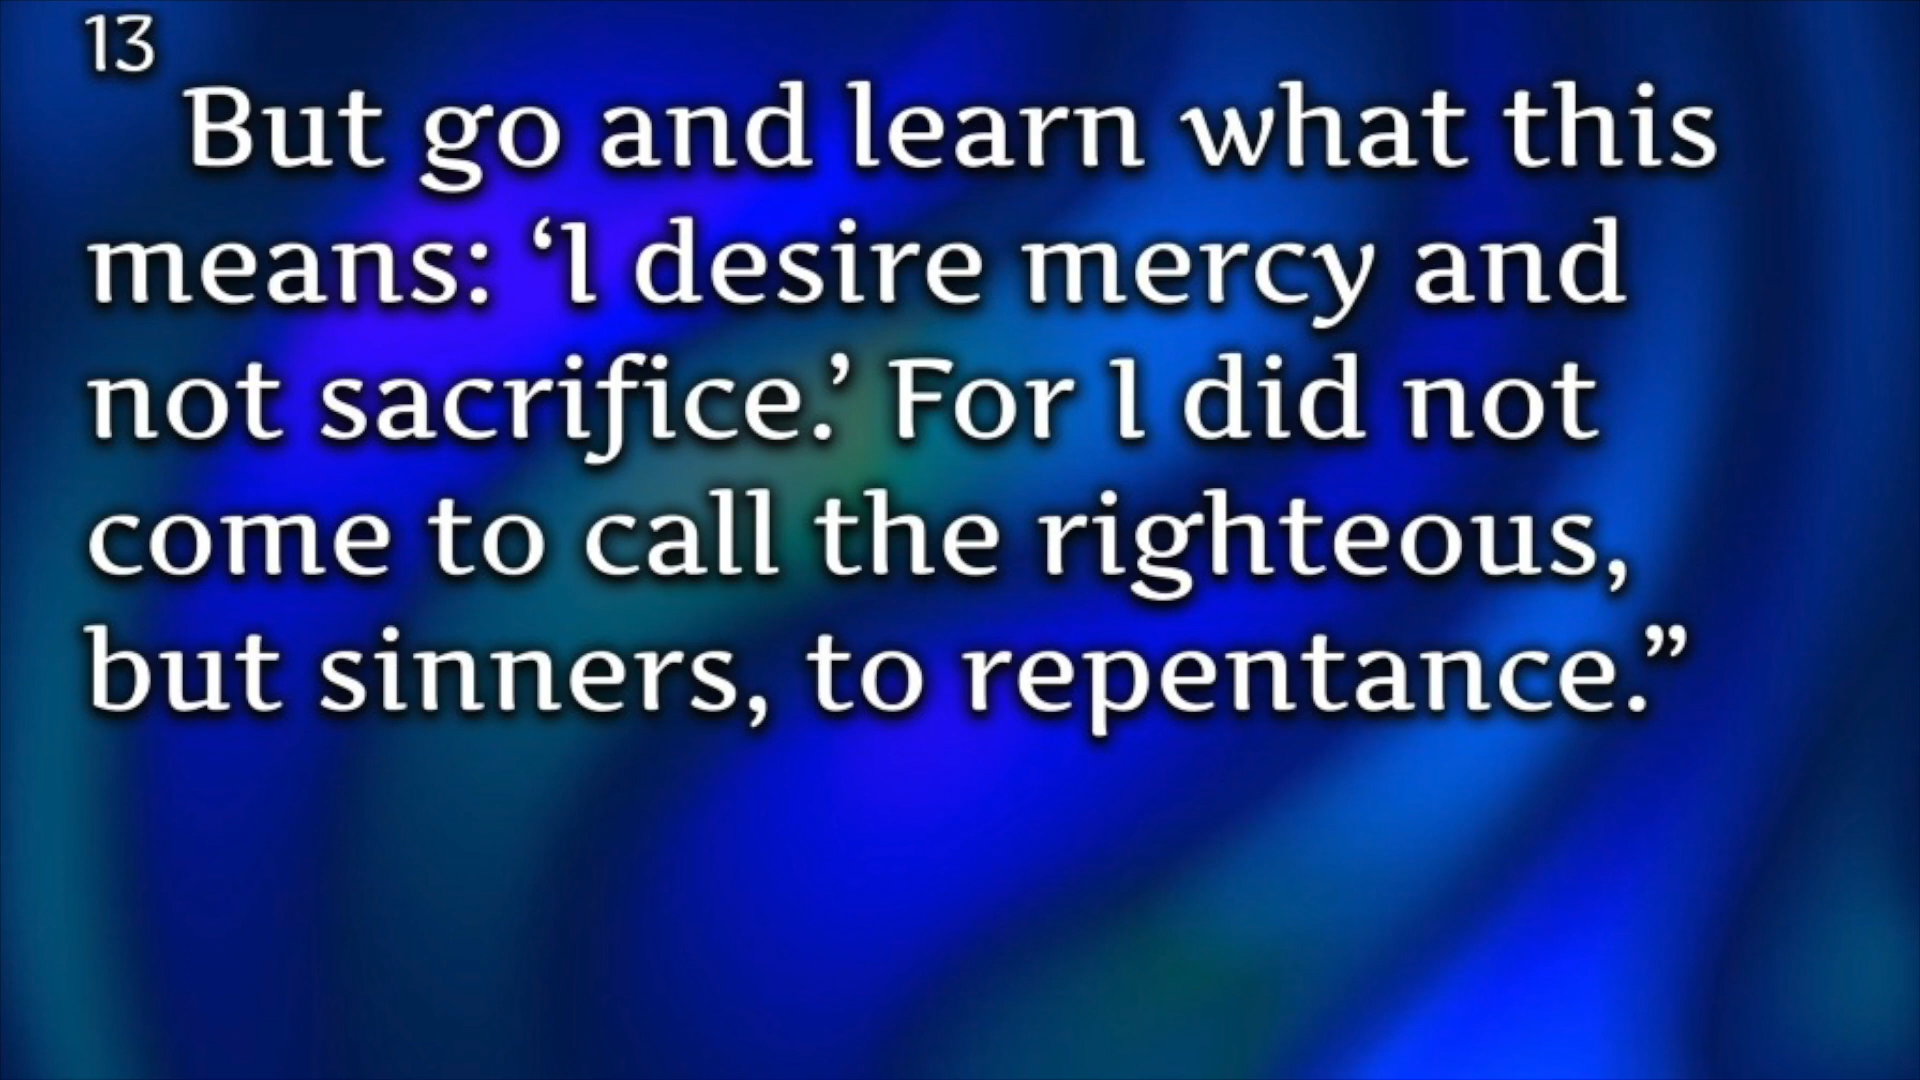 13
But go and learn what this
means: ‘I desire mercy and
not sacrifice.’ For I did not
come to call the righteous,
but sinners, to repentance.”